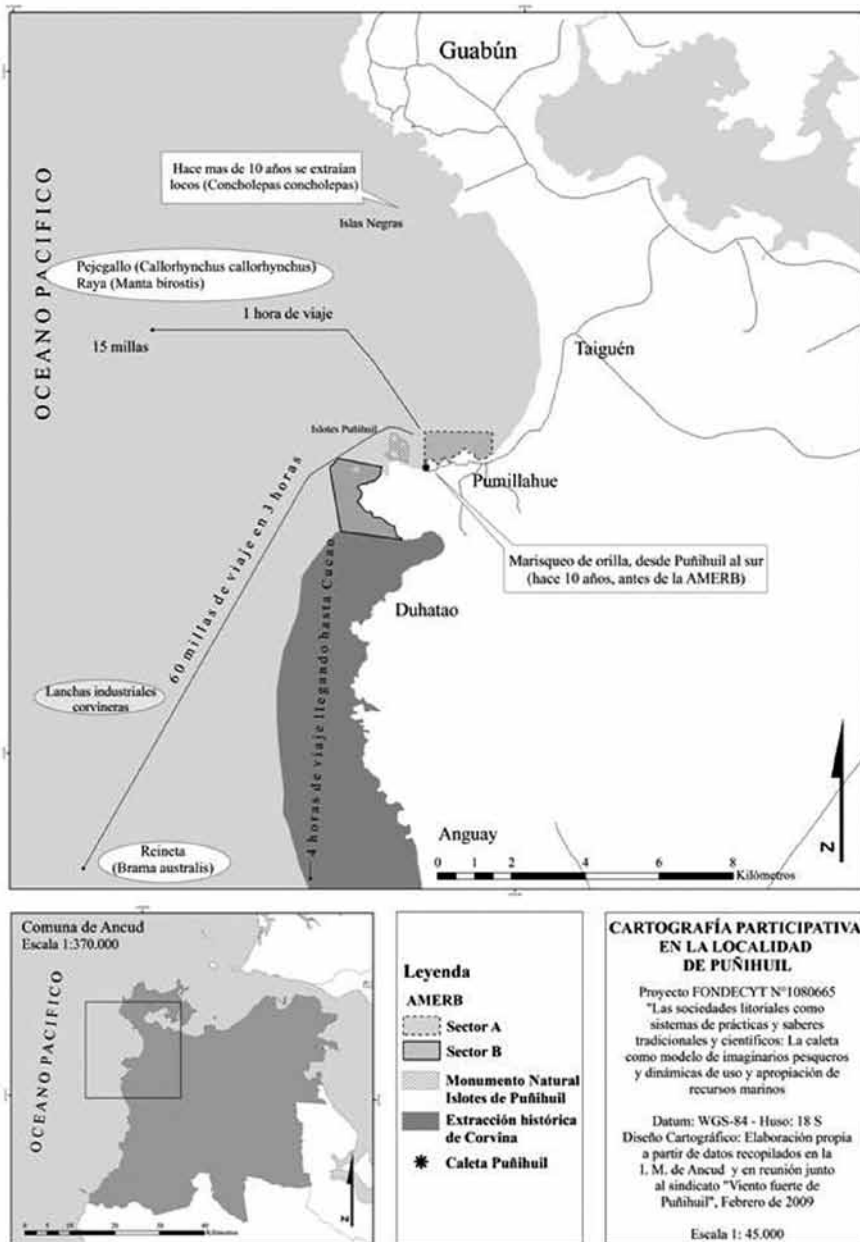 Guabún
OCEANO PACIFICO
Hace mas de 10 años se extraían
locos (Concholepas concholepas)
Islas Negras
Pejegallo (Callorhynchus callorhynchus)
Raya (Manta birostis)
1 hora de viaje
15 millas
Taiguén
Islotes Puñihuil
Pumillahue
60 millas de viaje en 3 horas
Marisqueo de orilla, desde Puñihuil al sur
(hace 10 años, antes de la AMERB)
Duhatao
4 horas de viaje llegando hasta Cucao
Lanchas industriales
corvineras
Reineta
(Brama australis)
Anguay
0 1 2 4 6 8
Kilómetros
N
Comuna de Ancud
Escala 1:370.000
OCEANO PACIFICO
0 5 10 20 30 40
Kilómetros
N
Leyenda
AMERB
Sector A
Sector B
Monumento Natural
Islotes de Puñihuil
Extracción histórica
de Corvina
Caleta Puñihuil
CARTOGRAFÍA PARTICIPATIVA
EN LA LOCALIDAD
DE PUÑIHUIL
Proyecto FONDECYT N°1080665
"Las sociedades litoriales como
sistemas de prácticas y saberes
tradicionales y científicos: La caleta
como modelo de imaginarios pesqueros
y dinámicas de uso y apropiación de
recursos marinos
Datum: WGS-84 - Huso: 18 S
Diseño Cartográfico: Elaboración propia
a partir de datos recopilados en la
I. M. de Ancud y en reunión junto
al sindicato "Viento fuerte de
Puñihuil", Febrero de 2009
Escala 1: 45.000